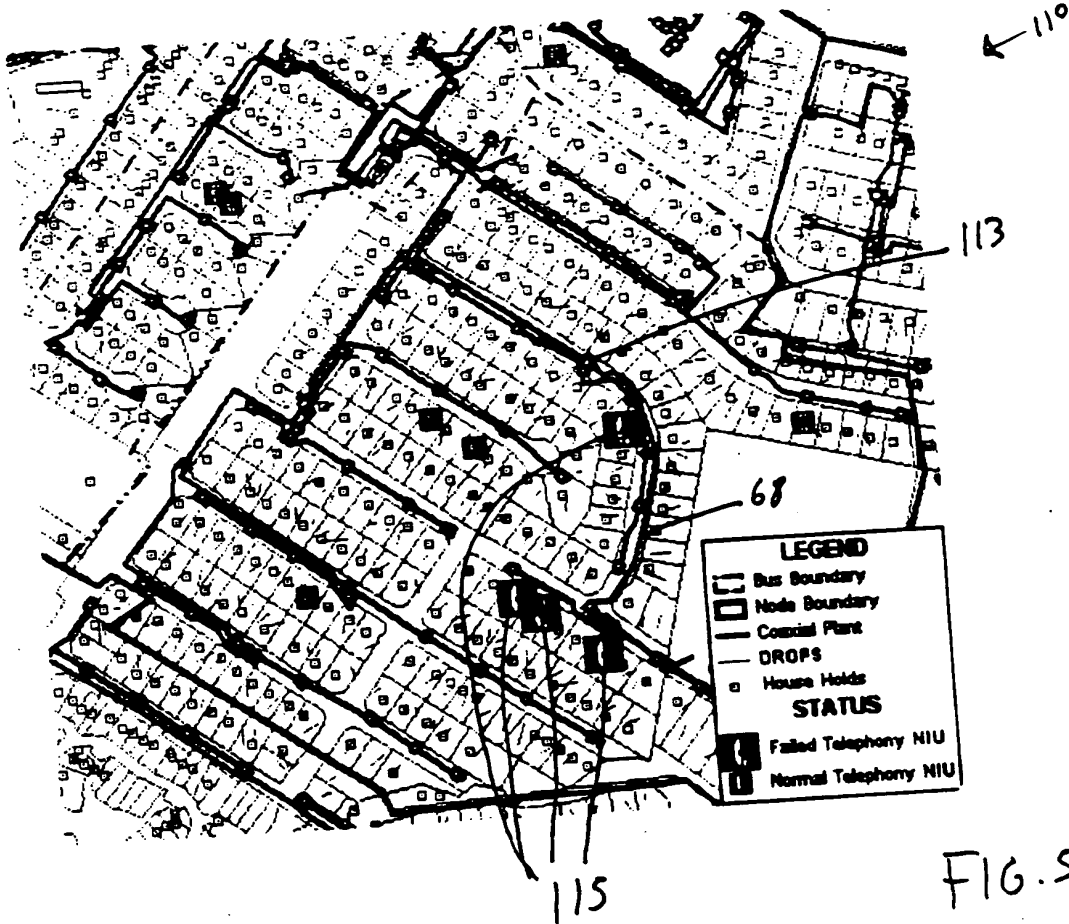 110
113
68
LEGEND
Bus Boundary
Node Boundary
Coaxial Plant
DROPS
House Holds
STATUS
Failed Telephony NIU
Normal Telephony NIU
115
FIG. 5